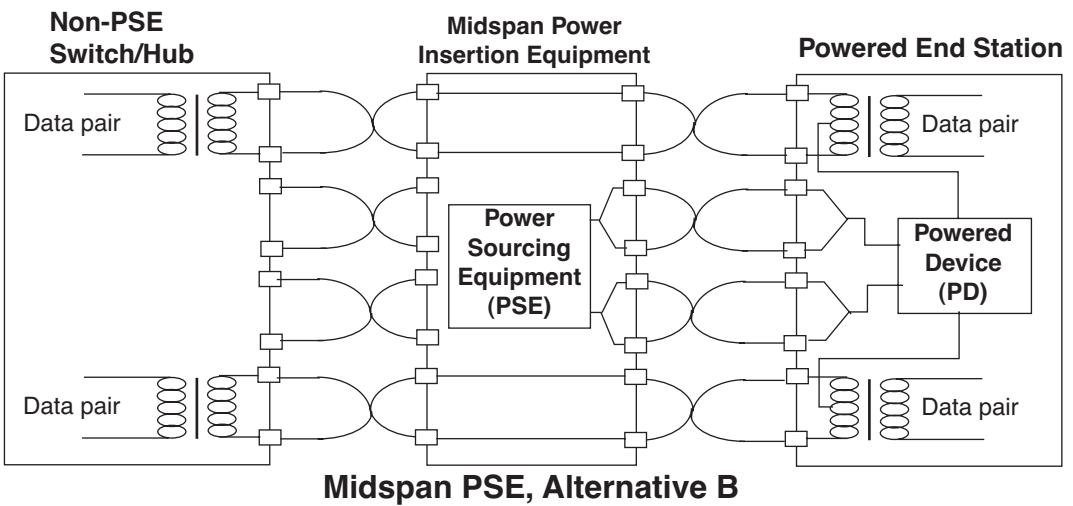 Non-PSE
Switch/Hub
Midspan Power
Insertion Equipment
Powered End Station
Data pair
Data pair
Power
Sourcing
Equipment
(PSE)
Powered
Device
(PD)
Data pair
Data pair
Midspan PSE, Alternative B